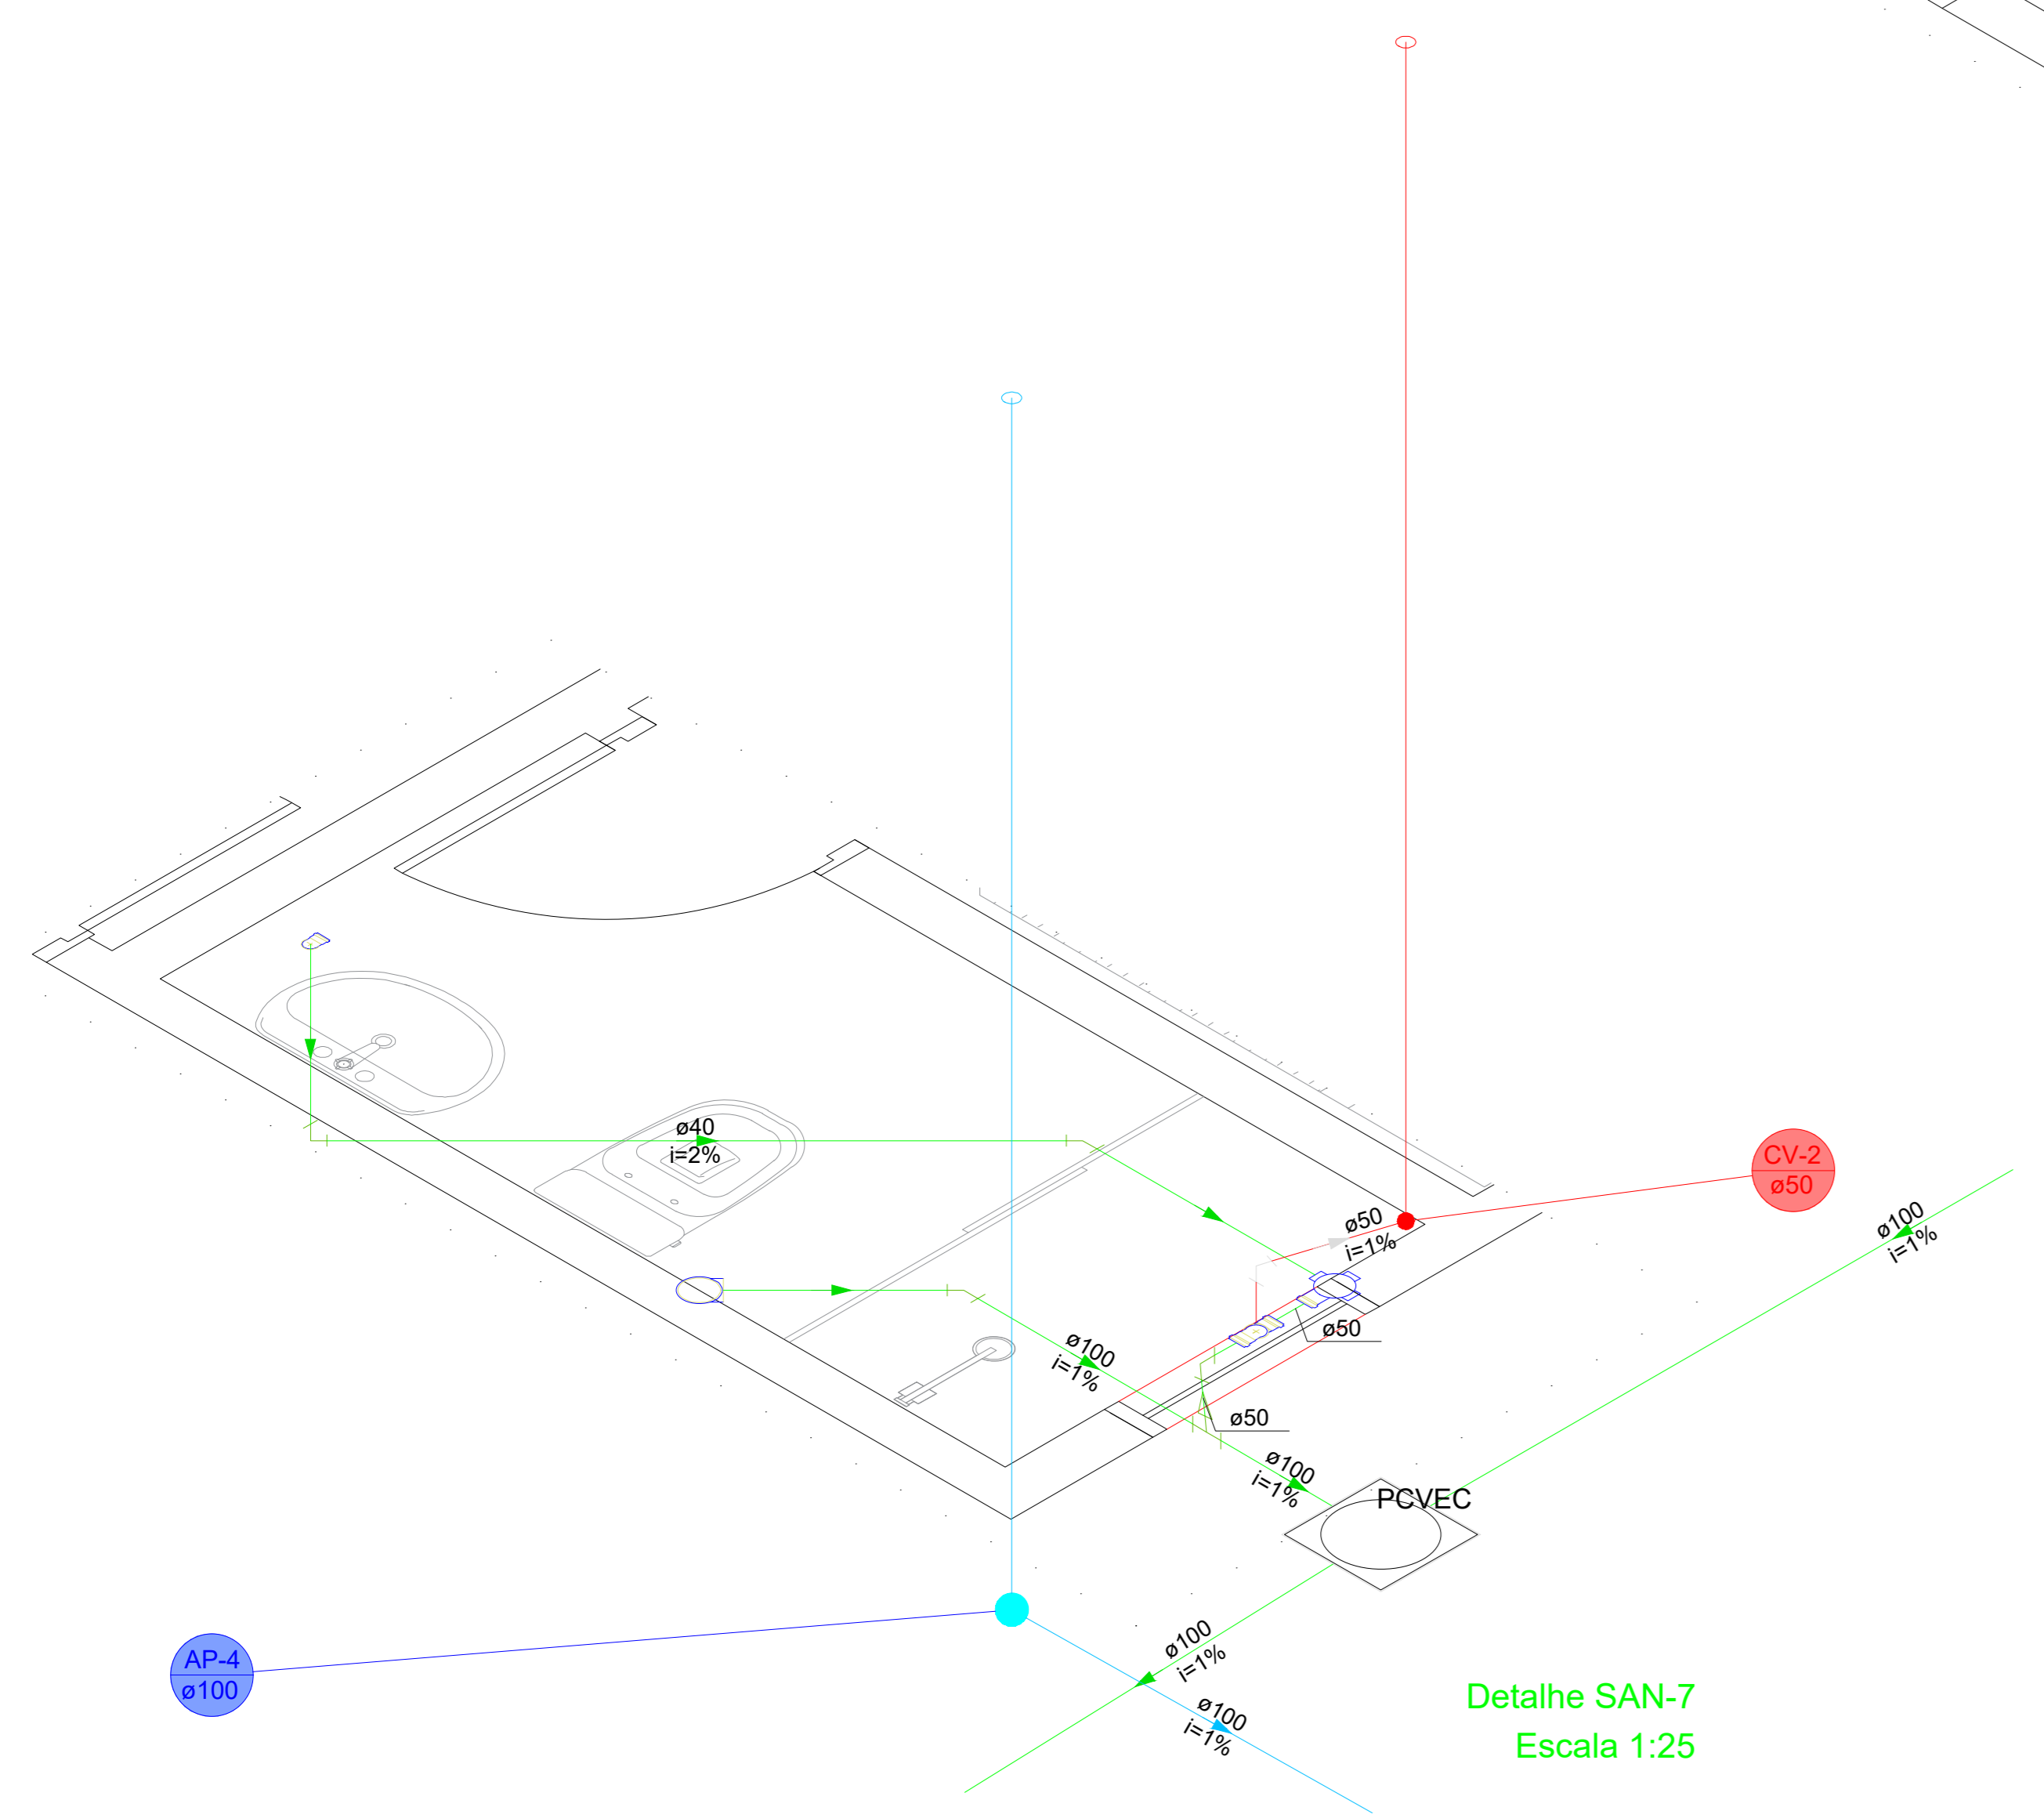 ø40
i=2%
CV-2
ø50
ø50
i=1%
ø100
i=1%
ø50
ø100
i=1%
ø50
ø100
i=1%
PCVEC
AP-4
ø100
ø100
i=1%
ø100
i=1%
Detalhe SAN-7
Escala 1:25